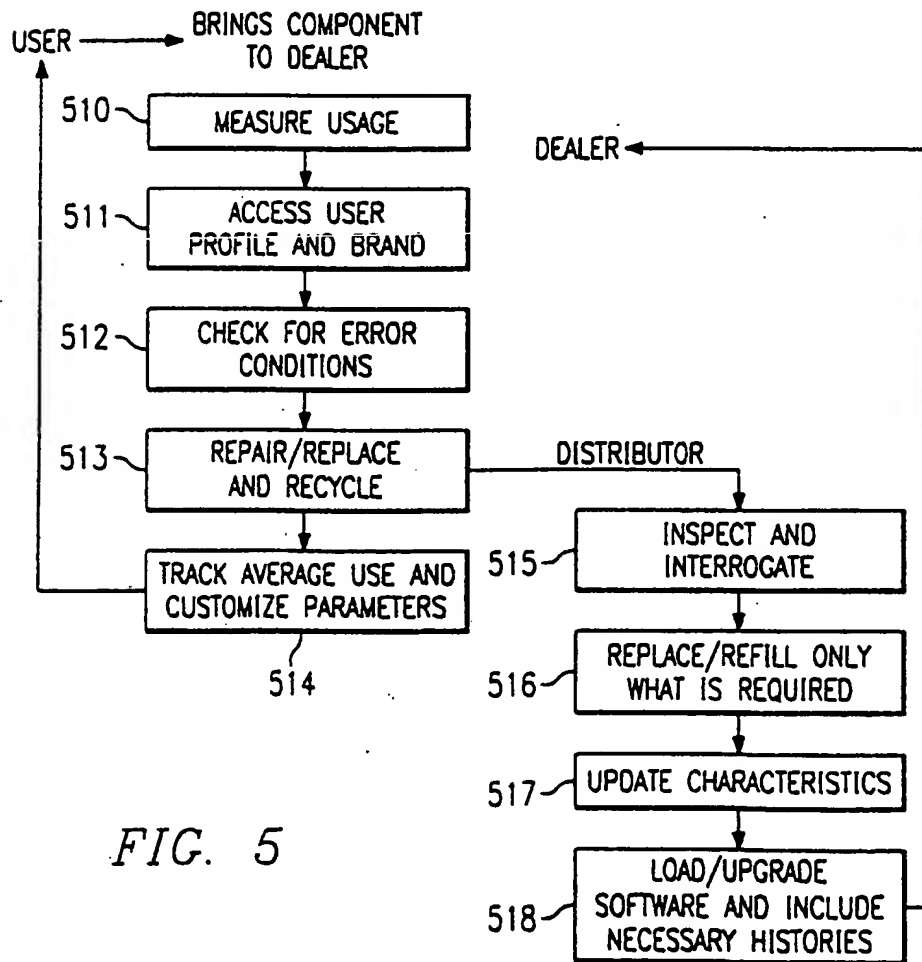 USER
BRINGS COMPONENT
TO DEALER
510
MEASURE USAGE
DEALER
511
ACCESS USER
PROFILE AND BRAND
512
CHECK FOR ERROR
CONDITIONS
513
REPAIR/REPLACE
AND RECYCLE
DISTRIBUTOR
TRACK AVERAGE USE AND
CUSTOMIZE PARAMETERS
514
515
INSPECT AND
INTERROGATE
516
REPLACE/REFILL ONLY
WHAT IS REQUIRED
517
UPDATE CHARACTERISTICS
518
LOAD/UPGRADE
SOFTWARE AND INCLUDE
NECESSARY HISTORIES
FIG. 5